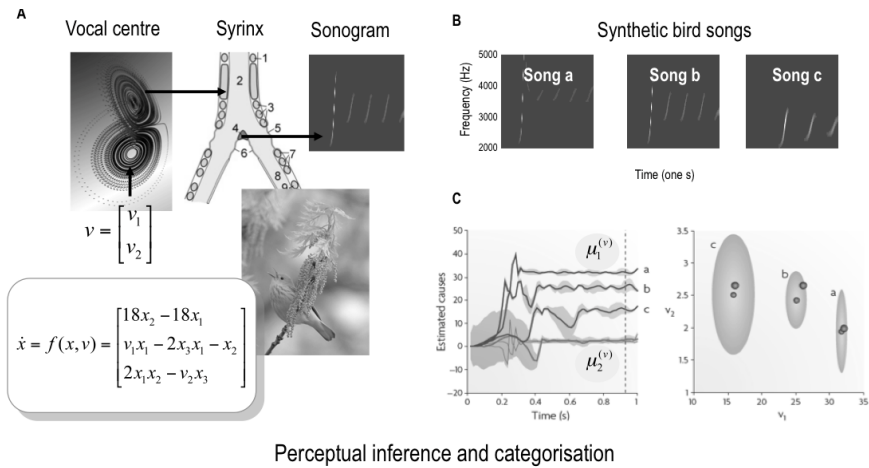 A
Vocal centre
Syrinx
Sonogram
1
2
3
4
5
6
7
8
v = [v₁
v₂]
ẋ = f(x,v) = [18x₂ − 18x₁
v₁x₁ − 2x₃x₁ − x₂
2x₁x₂ − v₂x₃]
B
Synthetic bird songs
Frequency (Hz)
5000
4000
3000
2000
Song a
Song b
Song c
Time (one s)
C
Estimated causes
50
40
30
20
10
0
-10
-20
μ₁⁽ᵛ⁾
a
b
c
μ₂⁽ᵛ⁾
0 0.2 0.4 0.6 0.8 1
Time (s)
v₂
3.5
3
2.5
2
1.5
1
c
b
a
10 15 20 25 30 35
v₁
Perceptual inference and categorisation